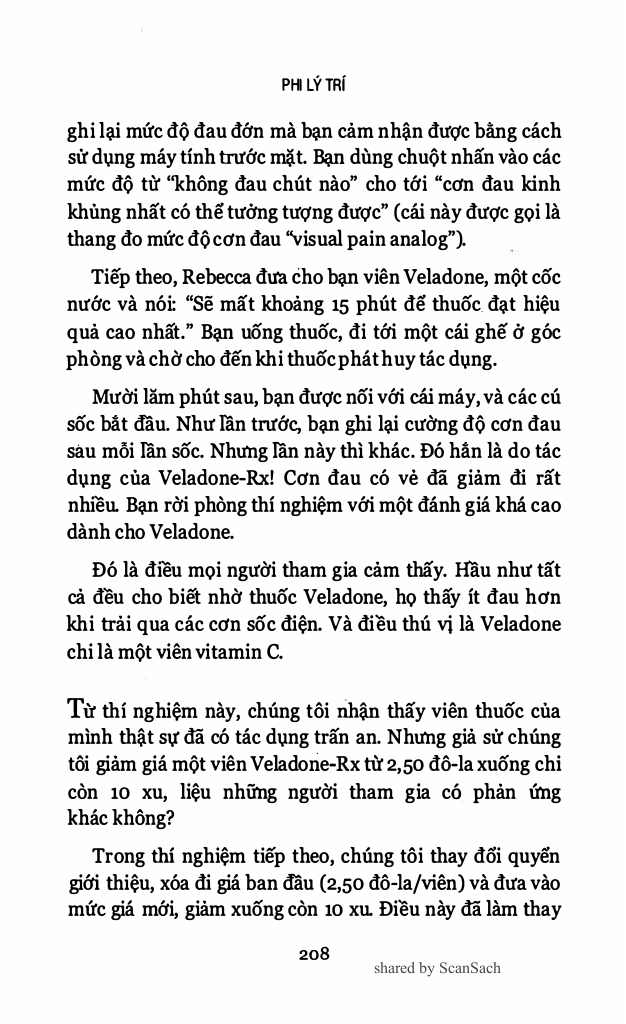 PHI LÝ TRÍ
ghi lại mức độ đau đớn mà bạn cảm nhận được bằng cách
sử dụng máy tính trước mặt. Bạn dùng chuột nhấn vào các
mức độ từ “không đau chút nào” cho tới “cơn đau kinh
khủng nhất có thể tưởng tượng được” (cái này được gọi là
thang đo mức độ cơn đau “visual pain analog”).
Tiếp theo, Rebecca đưa cho bạn viên Veladone, một cốc
nước và nói: “Sẽ mất khoảng 15 phút để thuốc đạt hiệu
quả cao nhất.” Bạn uống thuốc, đi tới một cái ghế ở góc
phòng và chờ cho đến khi thuốc phát huy tác dụng.
Mười lăm phút sau, bạn được nối với cái máy, và các cú
sốc bắt đầu. Như lần trước, bạn ghi lại cường độ cơn đau
sau mỗi lần sốc. Nhưng lần này thì khác. Đó hẳn là do tác
dụng của Veladone-Rx! Cơn đau có vẻ đã giảm đi rất
nhiều. Bạn rời phòng thí nghiệm với một đánh giá khá cao
dành cho Veladone.
Đó là điều mọi người tham gia cảm thấy. Hầu như tất
cả đều cho biết nhờ thuốc Veladone, họ thấy ít đau hơn
khi trải qua các cơn sốc điện. Và điều thú vị là Veladone
chỉ là một viên vitamin C.
Từ thí nghiệm này, chúng tôi nhận thấy viên thuốc của
mình thật sự đã có tác dụng trấn an. Nhưng giả sử chúng
tôi giảm giá một viên Veladone-Rx từ 2,50 đô-la xuống chỉ
còn 10 xu, liệu những người tham gia có phản ứng
khác không?
Trong thí nghiệm tiếp theo, chúng tôi thay đổi quyển
giới thiệu, xóa đi giá ban đầu (2,50 đô-la/viên) và đưa vào
mức giá mới, giảm xuống còn 10 xu. Điều này đã làm thay
208
shared by ScanSach